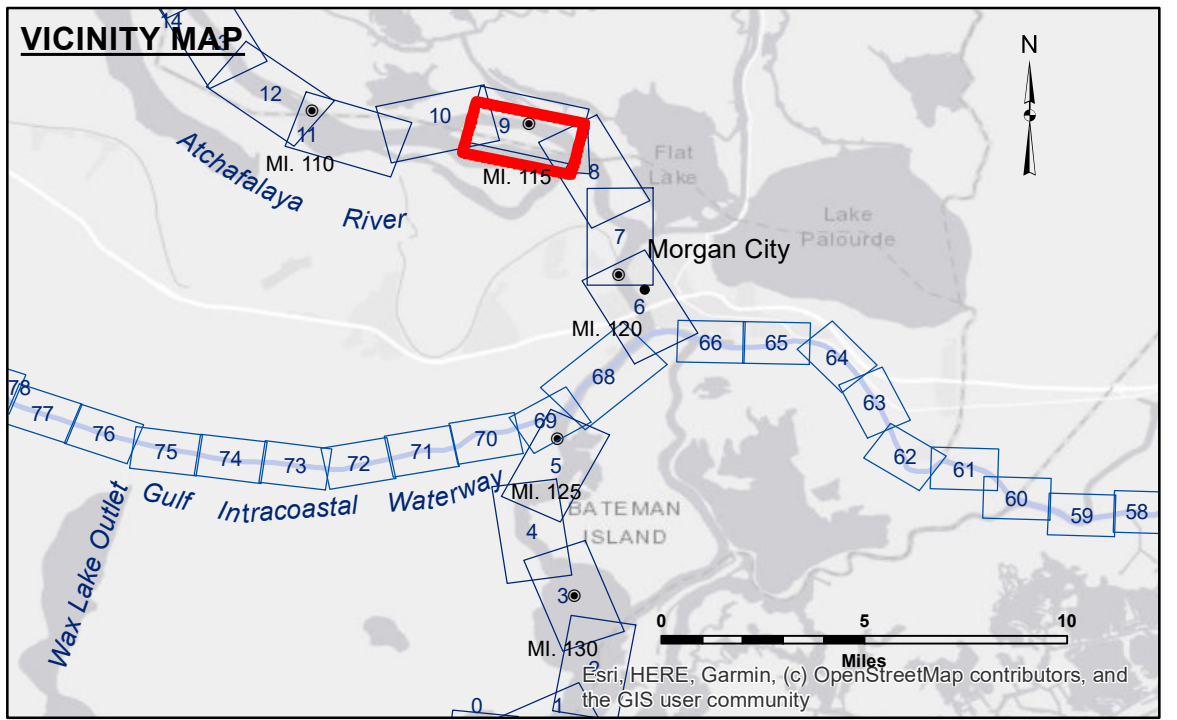 VICINITY MAP
N
14
13
12
11
10
9
8
MI. 110
MI. 115
Atchafalaya River
Flat
Lake
Lake
Palourde
7
Morgan City
6
MI. 120
66
65
64
63
62
61
60
59
58
68
69
70
71
72
73
74
75
76
77
78
Gulf Intracoastal Waterway
Wax Lake Outlet
5
MI. 125
BATEMAN
ISLAND
4
3
MI. 130
2
1
0
0 5 10
Miles
Esri, HERE, Garmin, (c) OpenStreetMap contributors, and
the GIS user community